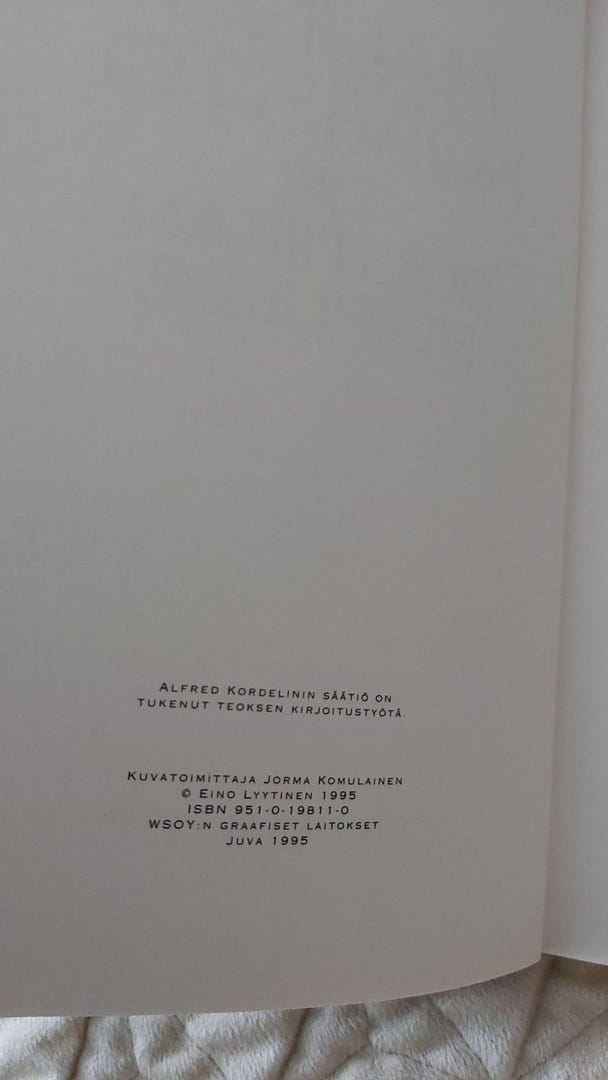 ALFRED KORDELININ SÄÄTIÖ ON
TUKENUT TEOKSEN KIRJOITUSTYÖTÄ.
KUVATOIMITTAJA JORMA KOMULAINEN
© EINO LYYTINEN 1995
ISBN 951-0-19811-0
WSOY:N GRAAFISET LAITOKSET
JUVA 1995